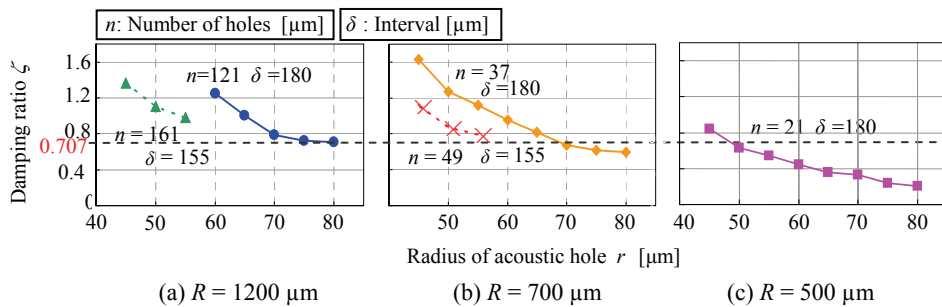 n: Number of holes [µm]
δ : Interval [µm]
Damping ratio ζ
1.6
1.2
0.8
0.707
0.4
0
n=121 δ =180
n = 161
δ = 155
40 50 60 70 80
n = 37
δ =180
n = 49 δ = 155
40 50 60 70 80
n = 21 δ =180
40 50 60 70 80
Radius of acoustic hole r [µm]
(a) R = 1200 µm
(b) R = 700 µm
(c) R = 500 µm